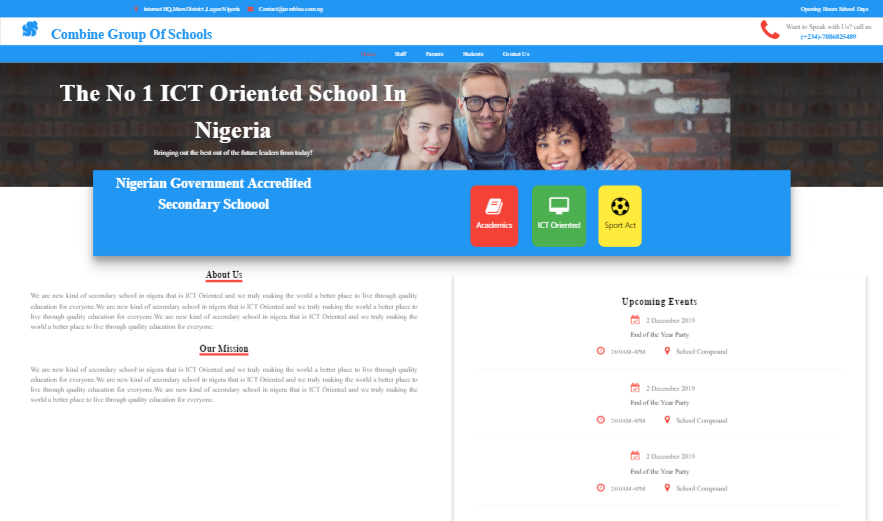 Internet HQ,Mars District ,Lagos Nigeria Contact@combine.com.ng Opening Hours School Days
Combine Group Of Schools
Want to Speak with Us? call us
(+234)-7086825489
Home Staff Parents Students Contact Us
The No 1 ICT Oriented School In
Nigeria
Bringing out the best out of the future leaders from today!
Nigerian Government Accredited
Secondary Schoool
Academics ICT Oriented Sport Act
About Us
We are new kind of secondary school in nigera that is ICT Oriented and we truly making the world a better place to live through quality
education for everyone.We are new kind of secondary school in nigera that is ICT Oriented and we truly making the world a better place to
live through quality education for everyone.We are new kind of secondary school in nigera that is ICT Oriented and we truly making the
world a better place to live through quality education for everyone.
Our Mission
We are new kind of secondary school in nigera that is ICT Oriented and we truly making the world a better place to live through quality
education for everyone.We are new kind of secondary school in nigera that is ICT Oriented and we truly making the world a better place to
live through quality education for everyone.We are new kind of secondary school in nigera that is ICT Oriented and we truly making the
world a better place to live through quality education for everyone.
Upcoming Events
2 December 2019
End of the Year Party
2:00AM-4PM School Compound
2 December 2019
End of the Year Party
2:00AM-4PM School Compound
2 December 2019
End of the Year Party
2:00AM-4PM School Compound